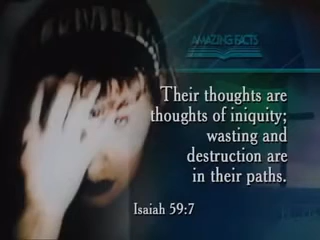 AMAZING FACTS
Their thoughts are
thoughts of iniquity;
wasting and
destruction are
in their paths.
Isaiah 59:7